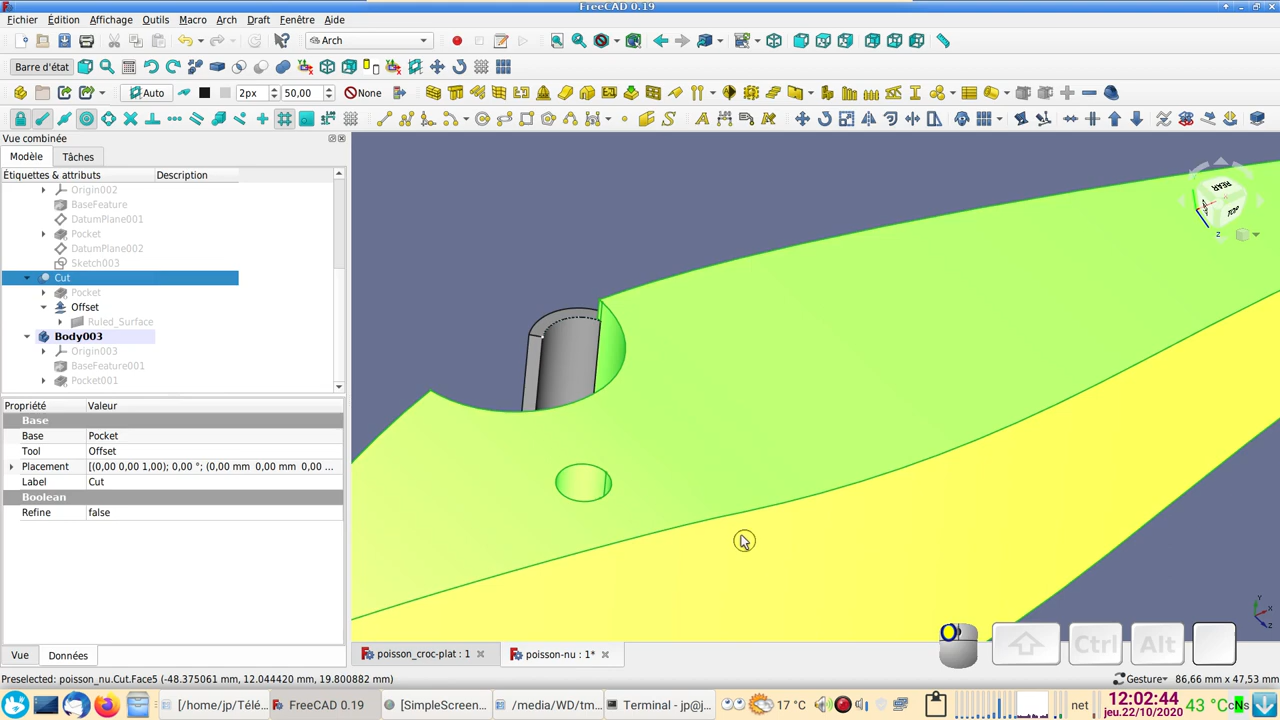 FreeCAD 0.19
Fichier Édition Affichage Outils Macro Arch Draft Fenêtre Aide
Arch
Barre d'état
Auto 2px 50,00 None
Vue combinée
Modèle Tâches
Étiquettes & attributs Description
Origin002
BaseFeature
DatumPlane001
Pocket
DatumPlane002
Sketch003
Cut
Pocket
Offset
Ruled_Surface
Body003
Origin003
BaseFeature001
Pocket001
Propriété Valeur
Base
Base Pocket
Tool Offset
Placement [(0,00 0,00 1,00); 0,00 °; (0,00 mm 0,00 mm 0,00 ...
Label Cut
Boolean
Refine false
REAR
Z
Y
X
Z
Ctrl Alt
Vue Données
poisson_croc-plat : 1 poisson-nu : 1*
Preselected: poisson_nu.Cut.Face5 (-48.375061 mm, 12.044420 mm, 19.800882 mm) Gesture 86,66 mm x 47,53 mm
[/home/jp/Télé... FreeCAD 0.19 [SimpleScreen... /media/WD/tm... Terminal - jp@j... 17 °C net 12:02:44 jeu.22/10/2020 43 °C cNs